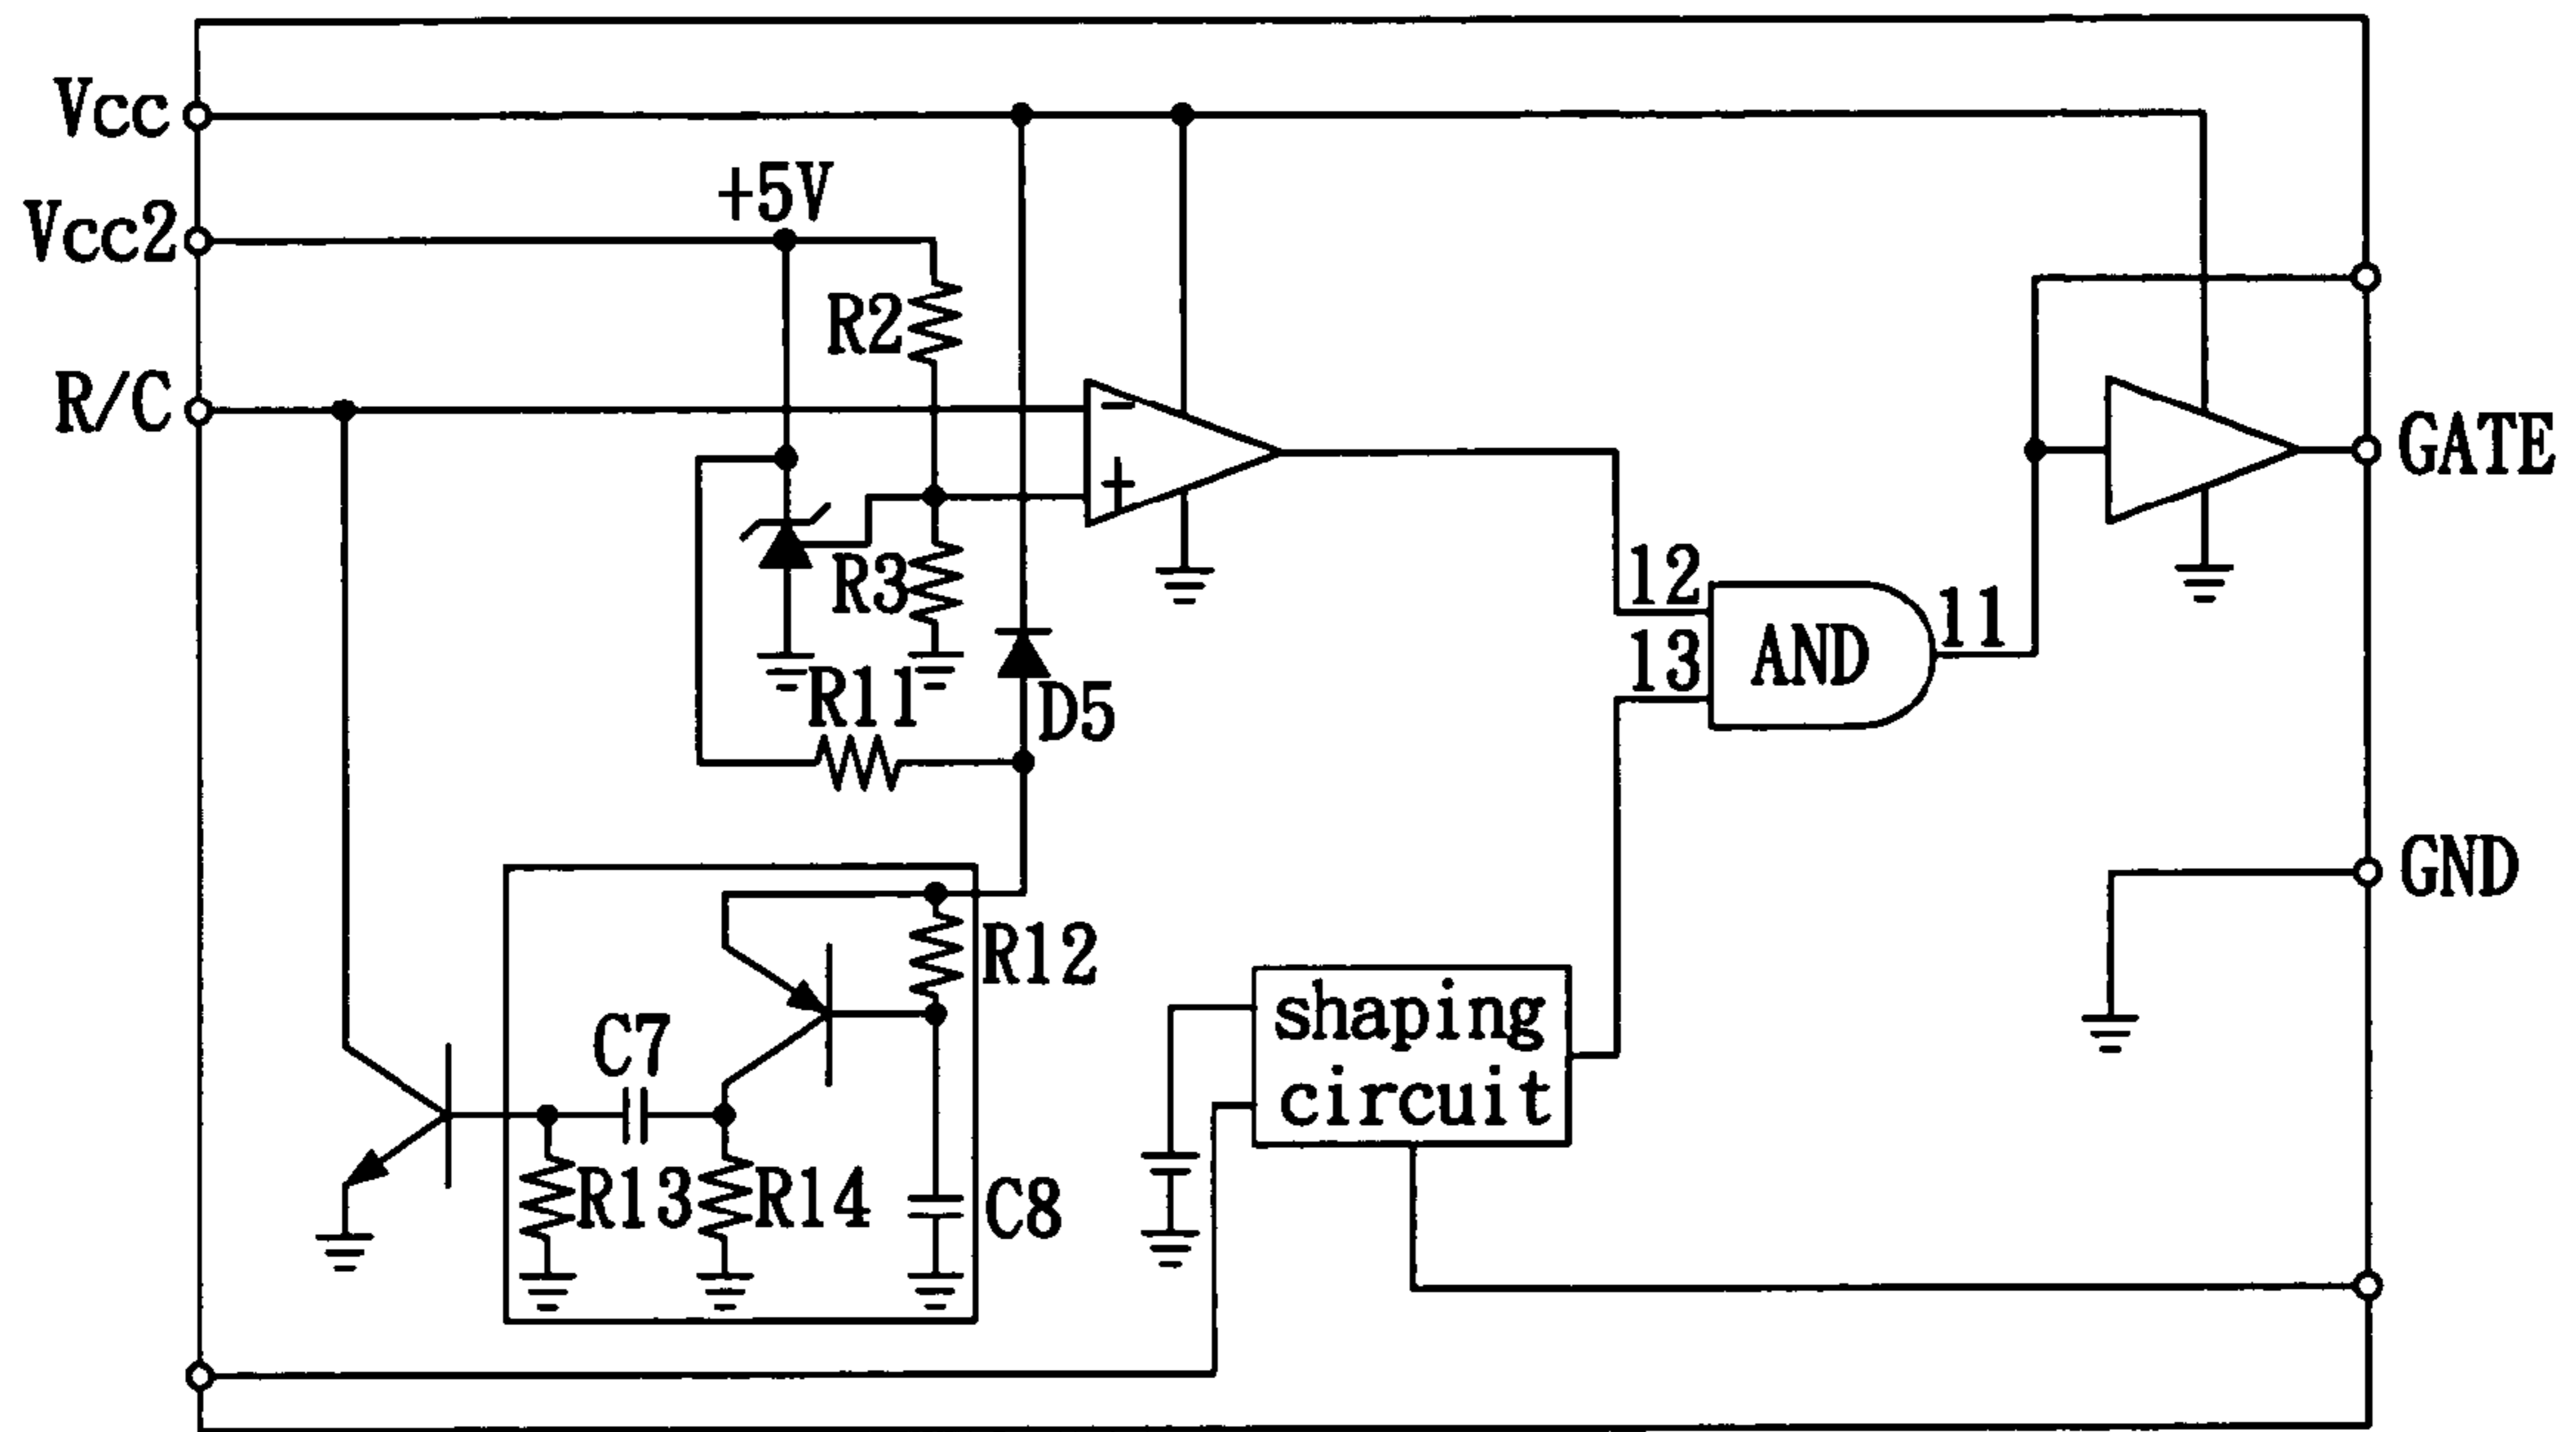 Vcc
Vcc2
+5V
R2
R/C
-
+
GATE
R3
12
13
AND
11
R11
D5
GND
R12
shaping
circuit
C7
R13
R14
C8